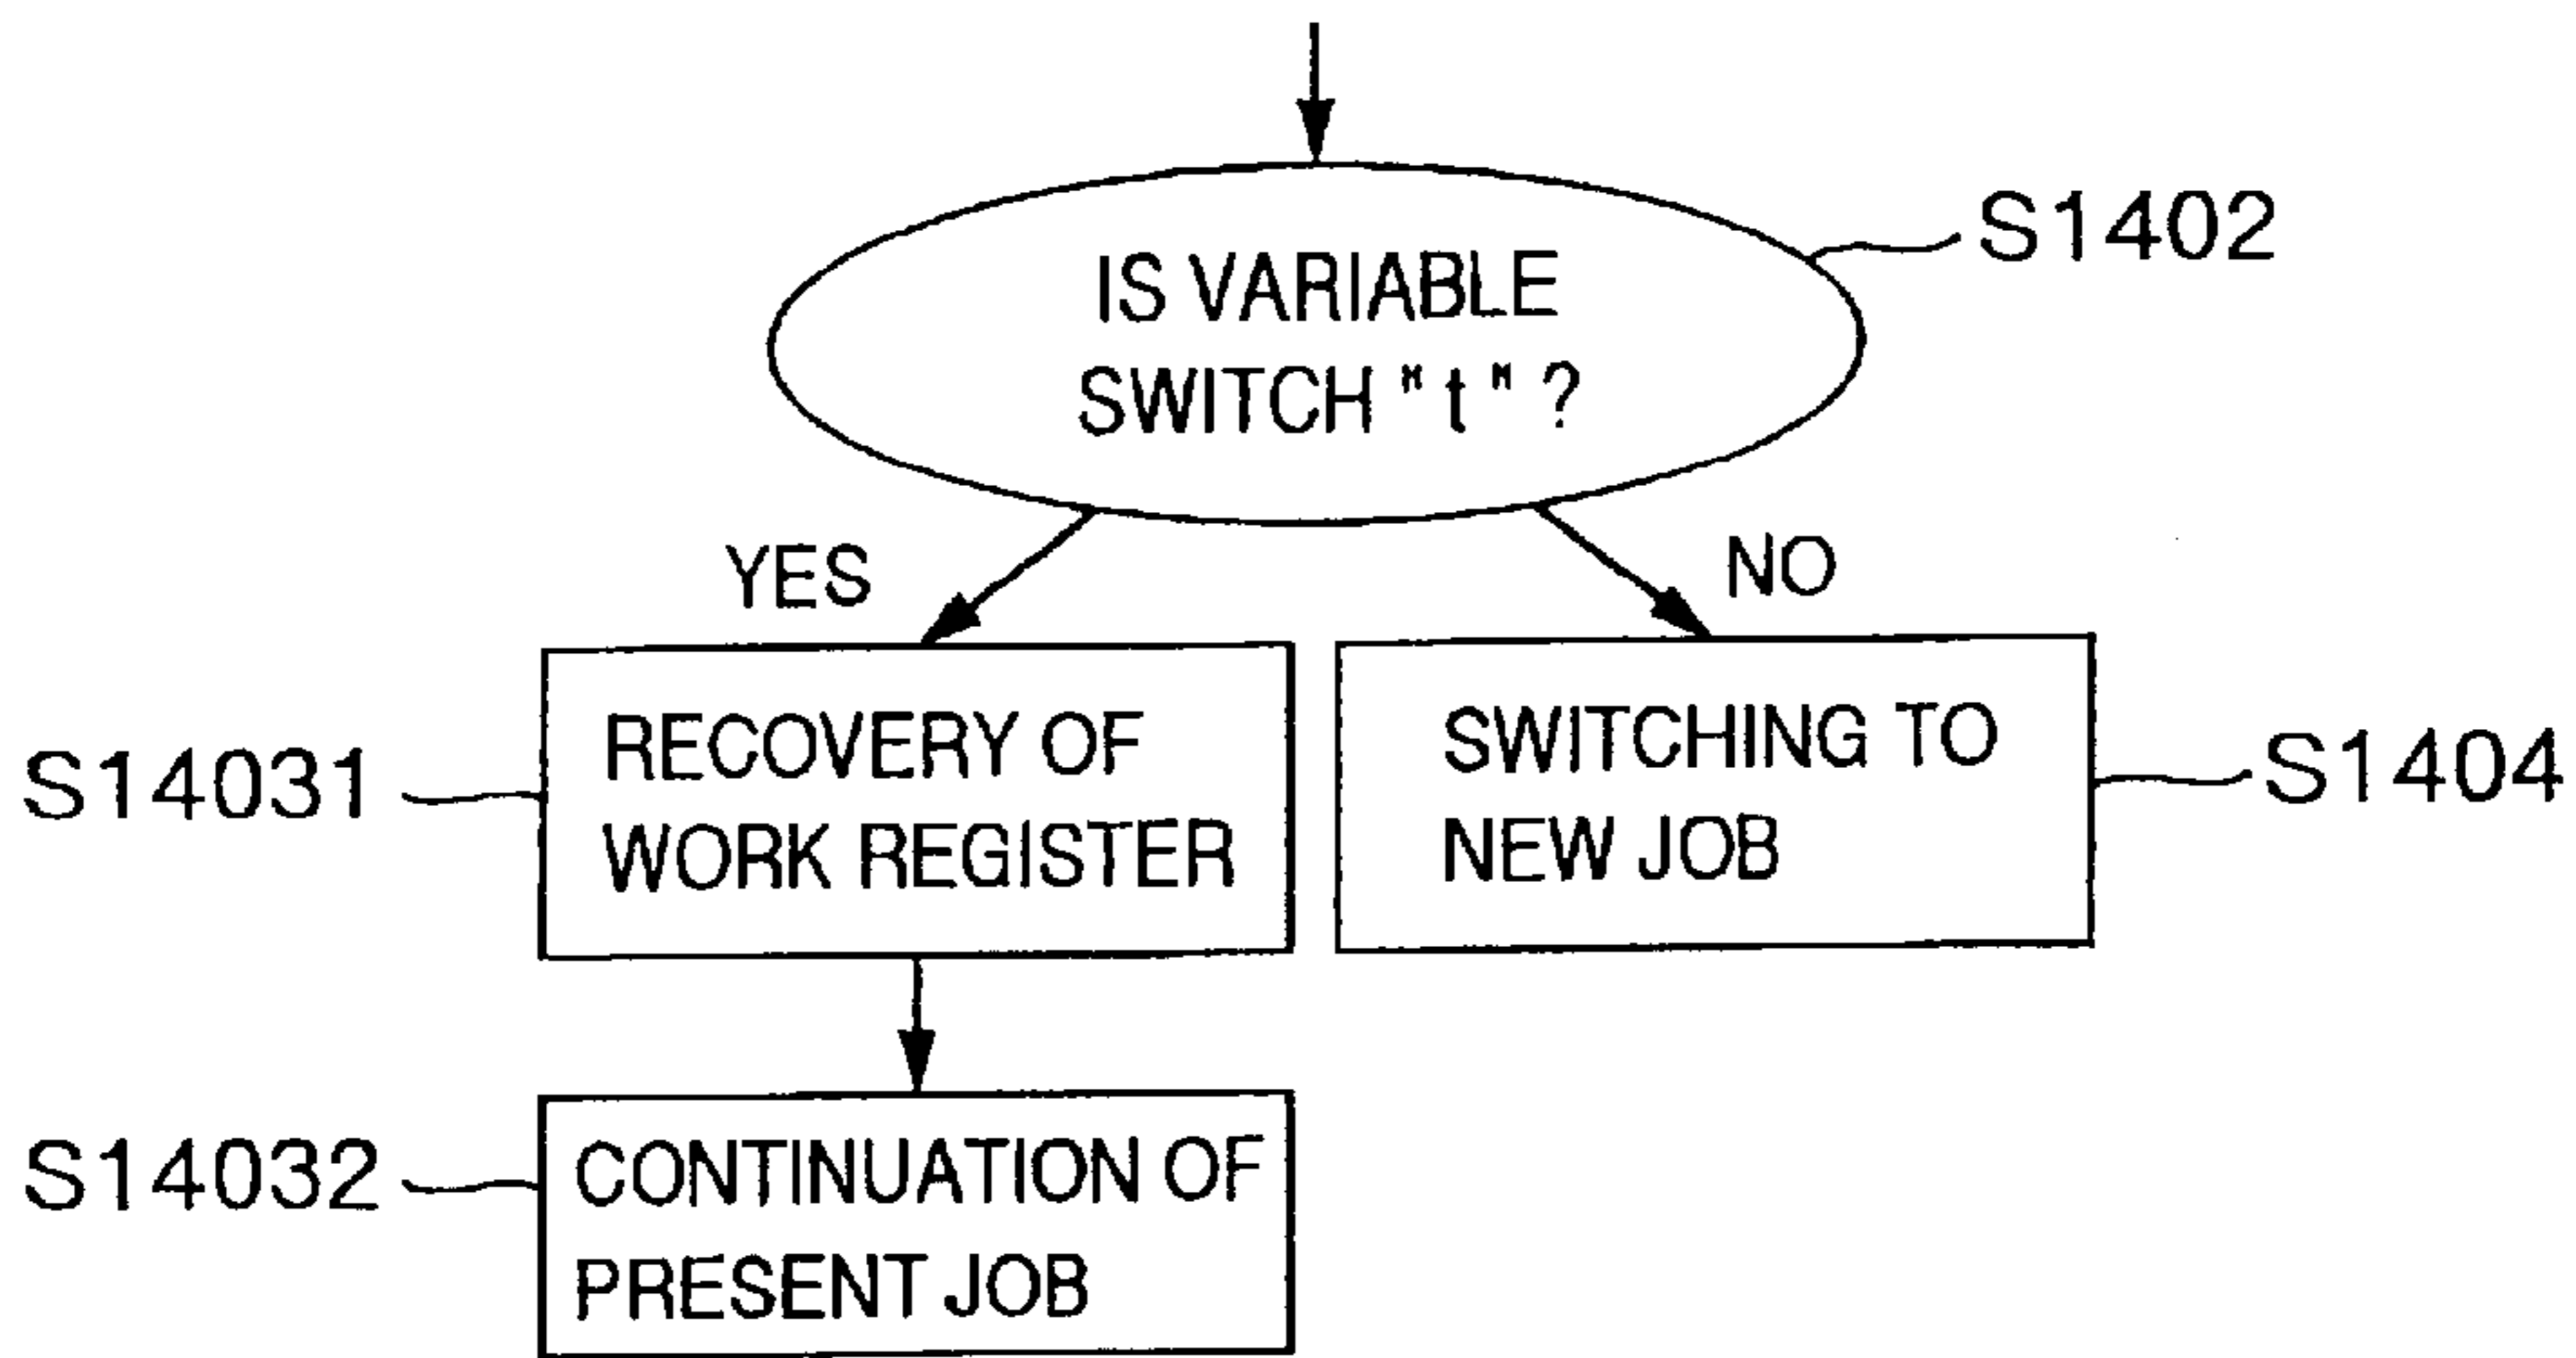 S1402
IS VARIABLE
SWITCH "t" ?
YES
NO
S14031
RECOVERY OF
WORK REGISTER
SWITCHING TO
NEW JOB
S1404
S14032
CONTINUATION OF
PRESENT JOB